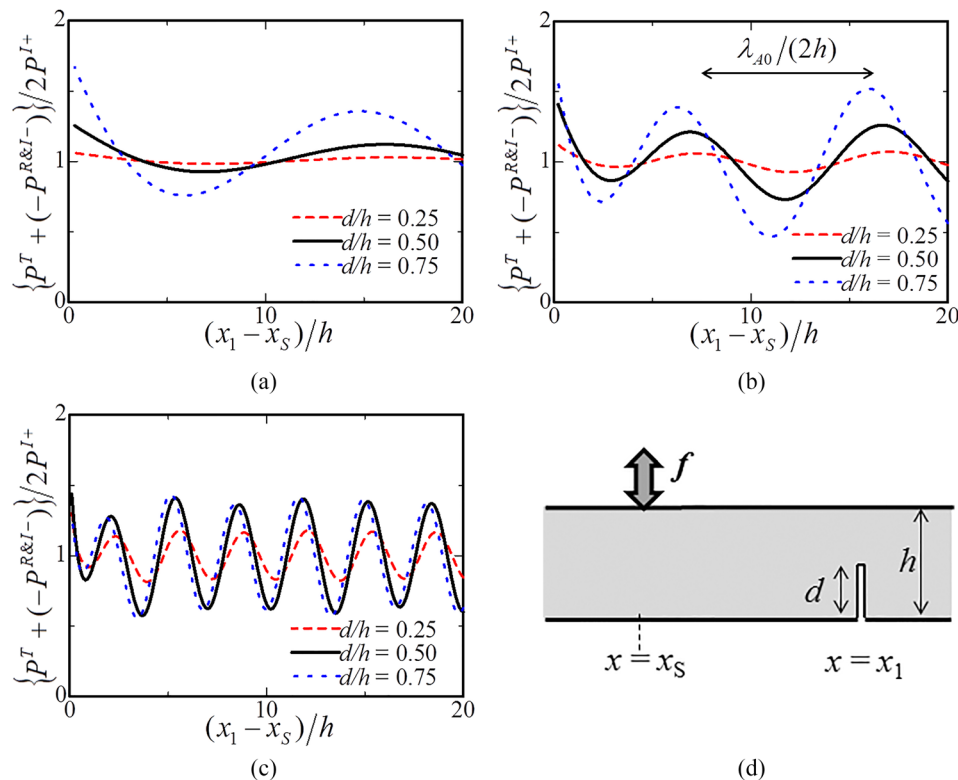 2
1
0
0
10
20
{P^T + (−P^{R&I−})}/2P^{I+}
(x_1 − x_S)/h
d/h = 0.25
d/h = 0.50
d/h = 0.75
(a)
2
1
0
0
10
20
{P^T + (−P^{R&I−})}/2P^{I+}
(x_1 − x_S)/h
λ_{A0}/(2h)
d/h = 0.25
d/h = 0.50
d/h = 0.75
(b)
2
1
0
0
10
20
{P^T + (−P^{R&I−})}/2P^{I+}
(x_1 − x_S)/h
d/h = 0.25
d/h = 0.50
d/h = 0.75
(c)
f
h
d
x = x_S
x = x_1
(d)